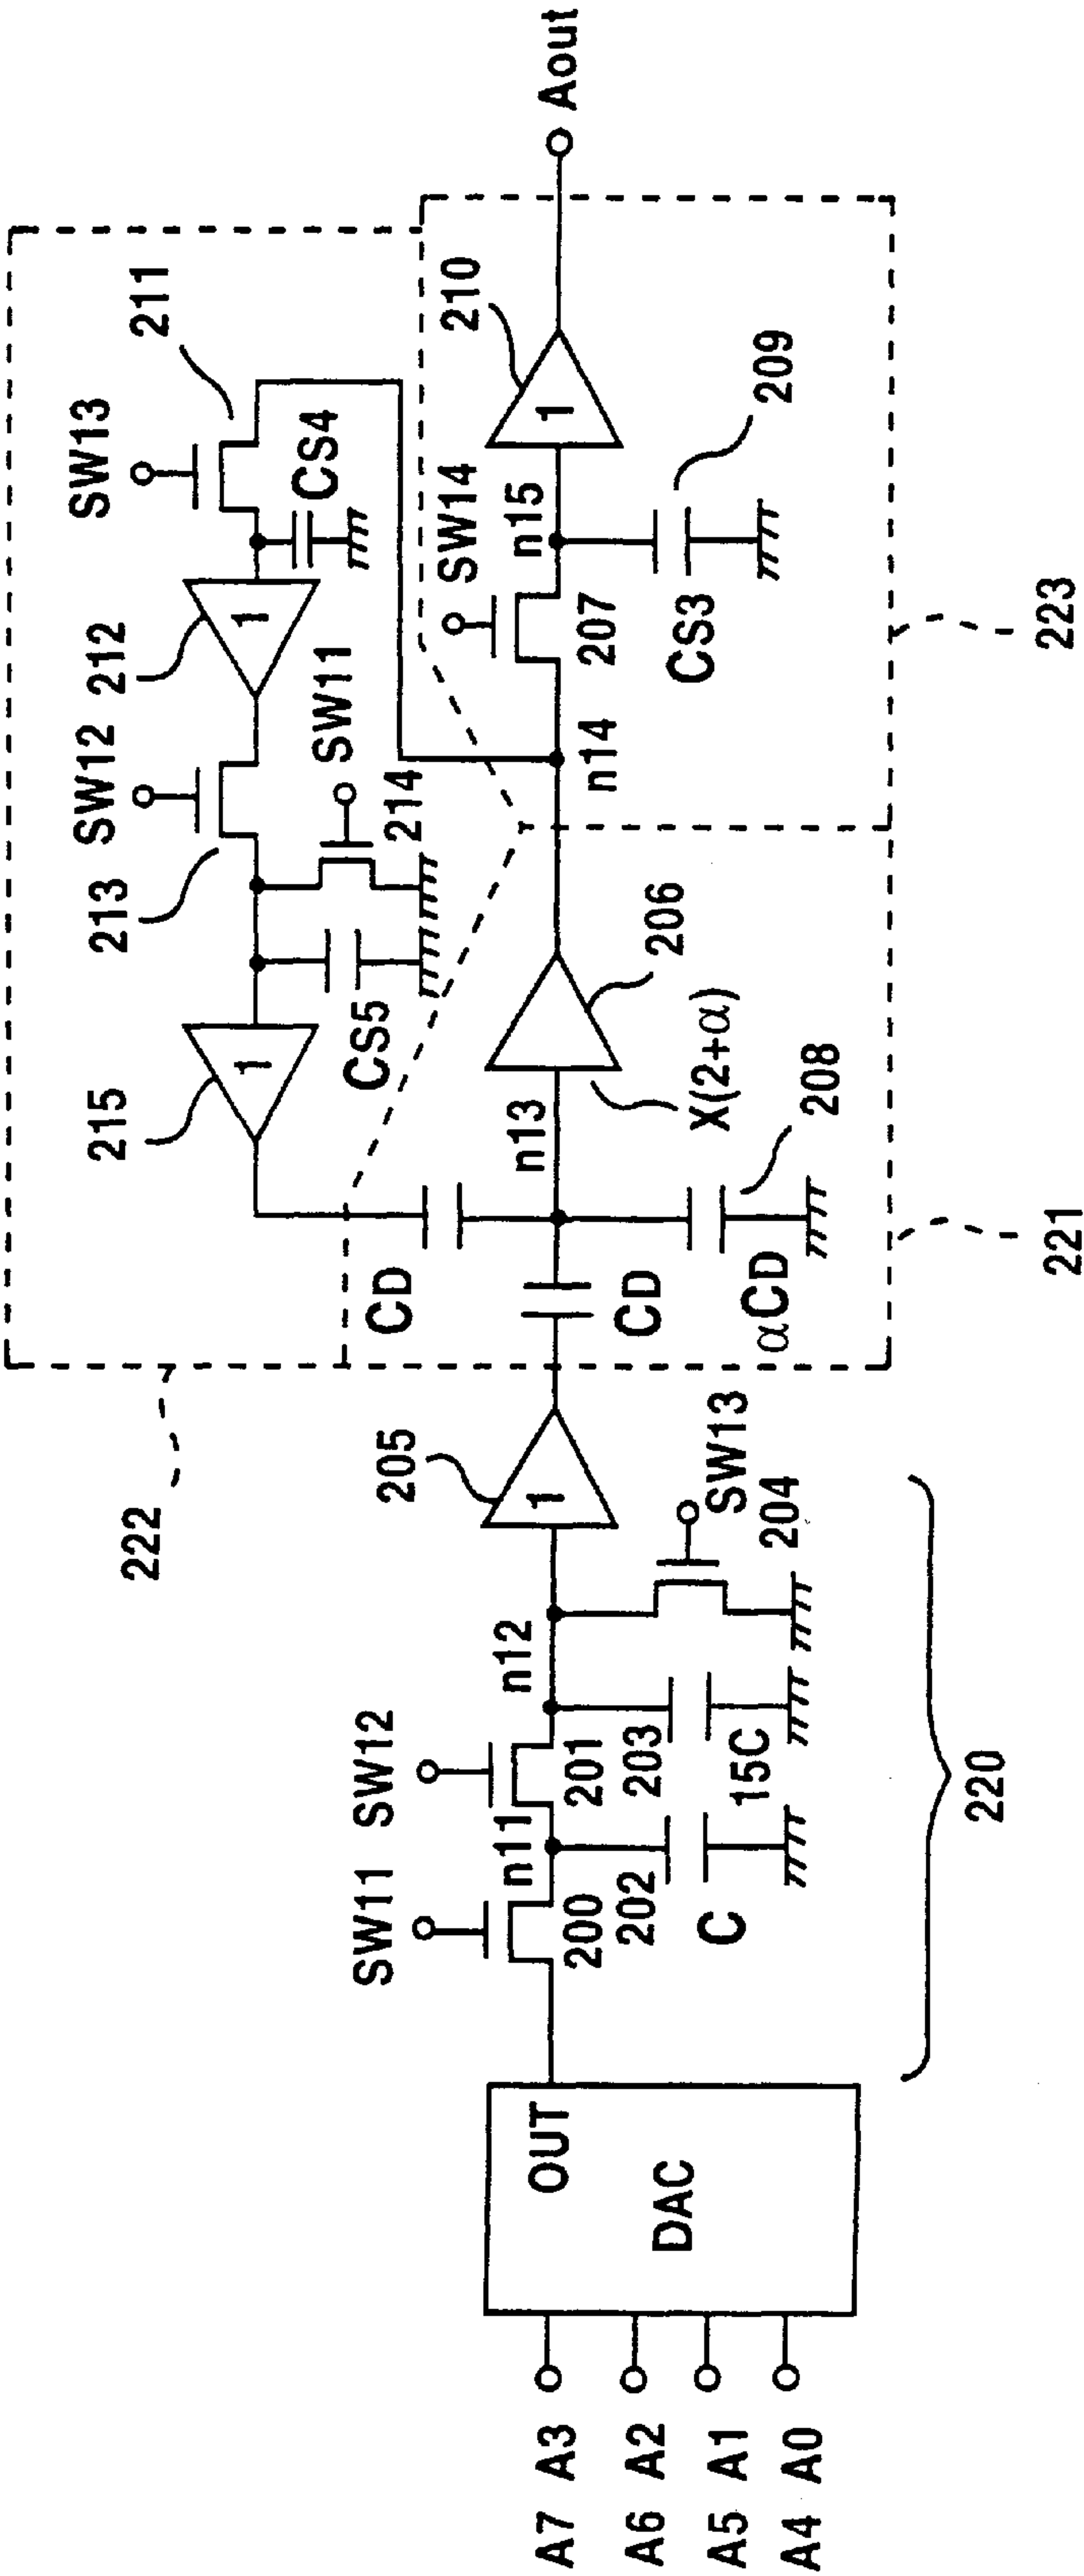 A7 A3
A6 A2
A5 A1
A4 A0
OUT
DAC
SW11
200
n11
202
C
SW12
201
203
15C
n12
SW13
204
220
205
1
222
CD
CD
αCD
208
n13
206
X(2+α)
221
215
1
CS5
213
SW12
214
SW11
212
1
CS4
SW13
211
n14
207
SW14
n15
CS3
209
210
1
223
Aout